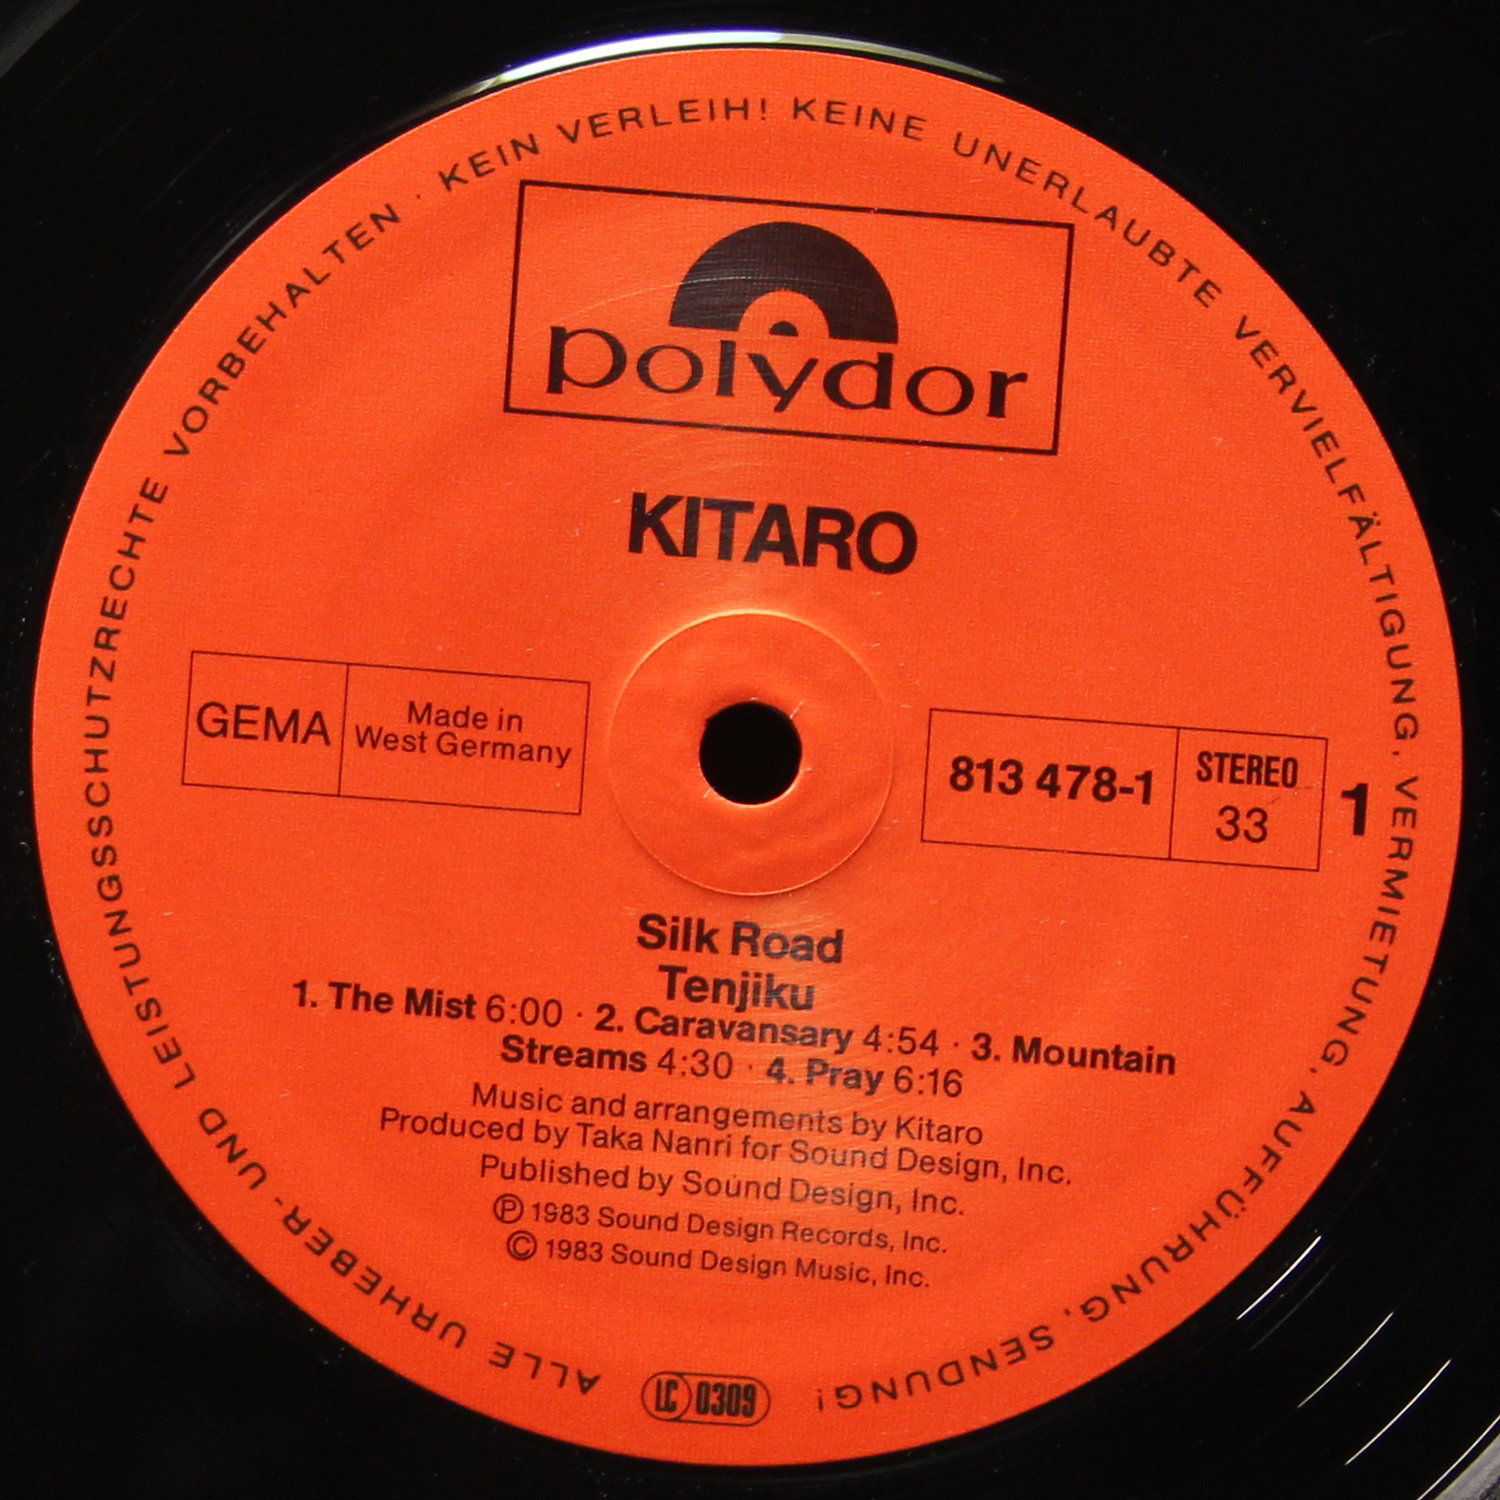 ALLE URHEBER- UND LEISTUNGSSCHUTZRECHTE VORBEHALTEN · KEIN VERLEIH! KEINE UNERLAUBTE VERVIELFÄLTIGUNG, VERMIETUNG, AUFFÜHRUNG, SENDUNG!
polydor
KITARO
GEMA
Made in
West Germany
813 478-1
STEREO
33
1
Silk Road
Tenjiku
1. The Mist 6:00 · 2. Caravansary 4:54 · 3. Mountain
Streams 4:30 · 4. Pray 6:16
Music and arrangements by Kitaro
Produced by Taka Nanri for Sound Design, Inc.
Published by Sound Design, Inc.
Ⓟ 1983 Sound Design Records, Inc.
© 1983 Sound Design Music, Inc.
LC 0309